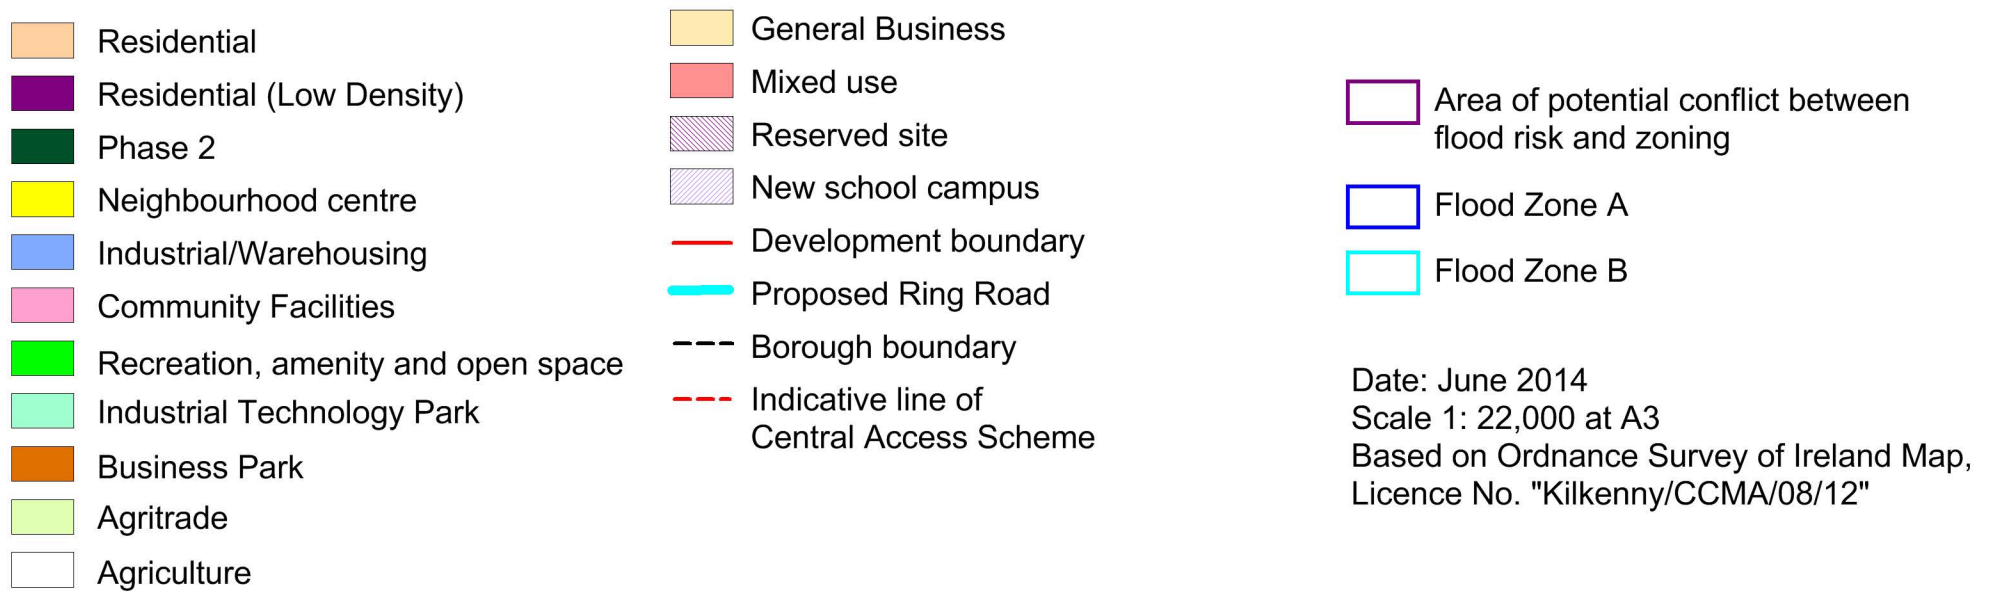 Residential
Residential (Low Density)
Phase 2
Neighbourhood centre
Industrial/Warehousing
Community Facilities
Recreation, amenity and open space
Industrial Technology Park
Business Park
Agritrade
Agriculture
General Business
Mixed use
Reserved site
New school campus
Development boundary
Proposed Ring Road
Borough boundary
Indicative line of
Central Access Scheme
Area of potential conflict between
flood risk and zoning
Flood Zone A
Flood Zone B
Date: June 2014
Scale 1: 22,000 at A3
Based on Ordnance Survey of Ireland Map,
Licence No. "Kilkenny/CCMA/08/12"